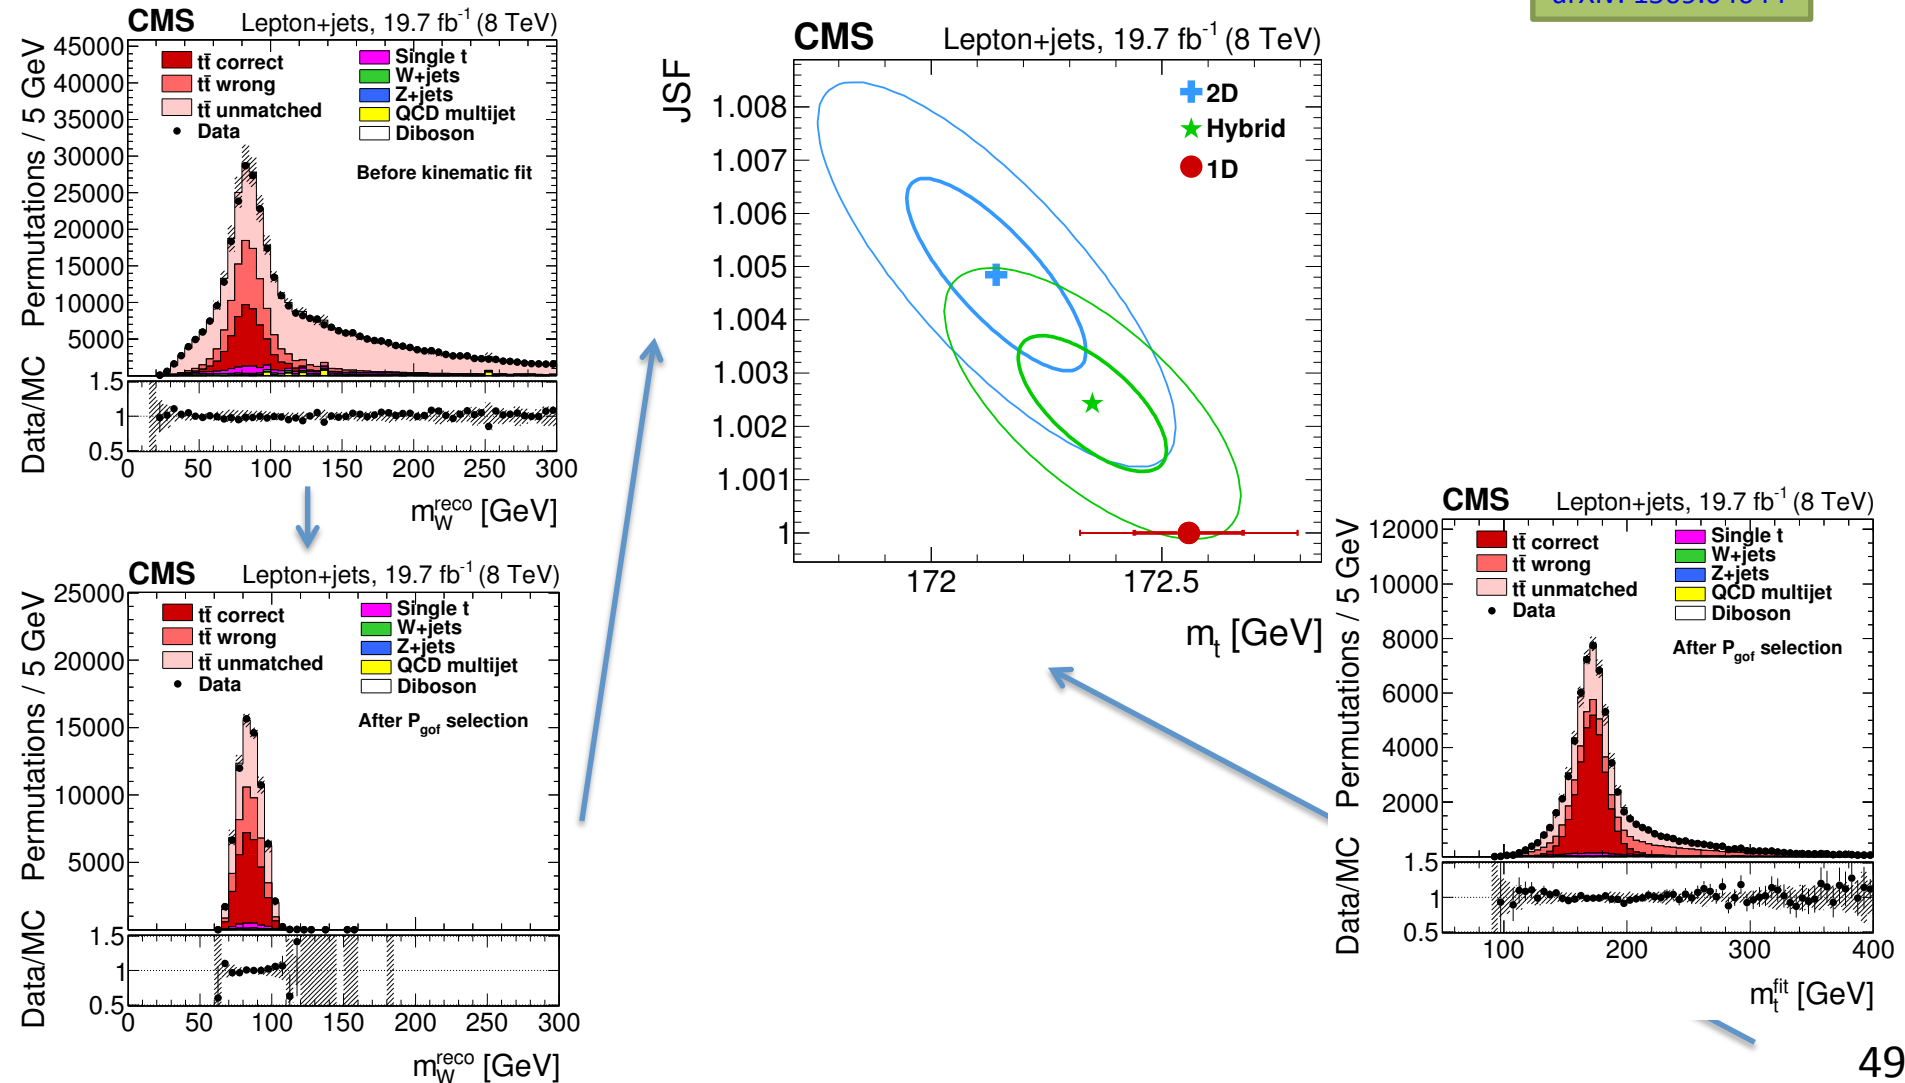 CMS Lepton+jets, 19.7 fb⁻¹ (8 TeV)
Permutations / 5 GeV
45000
40000
35000
30000
25000
20000
15000
10000
5000
tt̄ correct
tt̄ wrong
tt̄ unmatched
Data
Single t
W+jets
Z+jets
QCD multijet
Diboson
Before kinematic fit
Data/MC
1.5
1
0.5
0 50 100 150 200 250 300
m_W^reco [GeV]
CMS Lepton+jets, 19.7 fb⁻¹ (8 TeV)
Permutations / 5 GeV
25000
20000
15000
10000
5000
tt̄ correct
tt̄ wrong
tt̄ unmatched
Data
Single t
W+jets
Z+jets
QCD multijet
Diboson
After P_gof selection
Data/MC
1.5
1
0.5
0 50 100 150 200 250 300
m_W^reco [GeV]
CMS Lepton+jets, 19.7 fb⁻¹ (8 TeV)
JSF
1.008
1.007
1.006
1.005
1.004
1.003
1.002
1.001
1
2D
Hybrid
1D
172 172.5
m_t [GeV]
CMS Lepton+jets, 19.7 fb⁻¹ (8 TeV)
Permutations / 5 GeV
12000
10000
8000
6000
4000
2000
tt̄ correct
tt̄ wrong
tt̄ unmatched
Data
Single t
W+jets
Z+jets
QCD multijet
Diboson
After P_gof selection
Data/MC
1.5
1
0.5
100 200 300 400
m_t^fit [GeV]
49